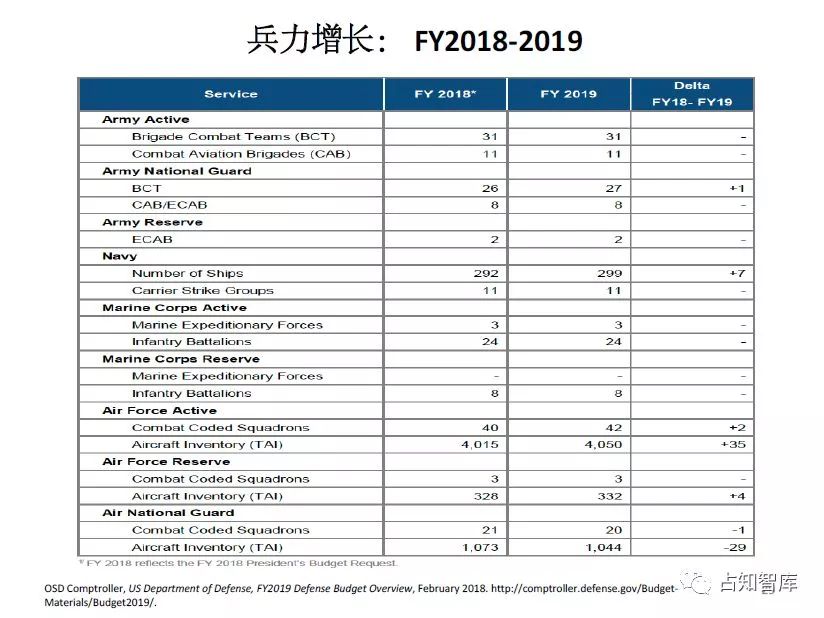 兵力增长: FY2018-2019
Service FY 2018* FY 2019 Delta FY18- FY19
Army Active
Brigade Combat Teams (BCT) 31 31 -
Combat Aviation Brigades (CAB) 11 11 -
Army National Guard
BCT 26 27 +1
CAB/ECAB 8 8 -
Army Reserve
ECAB 2 2 -
Navy
Number of Ships 292 299 +7
Carrier Strike Groups 11 11 -
Marine Corps Active
Marine Expeditionary Forces 3 3 -
Infantry Battalions 24 24 -
Marine Corps Reserve
Marine Expeditionary Forces - - -
Infantry Battalions 8 8 -
Air Force Active
Combat Coded Squadrons 40 42 +2
Aircraft Inventory (TAI) 4,015 4,050 +35
Air Force Reserve
Combat Coded Squadrons 3 3 -
Aircraft Inventory (TAI) 328 332 +4
Air National Guard
Combat Coded Squadrons 21 20 -1
Aircraft Inventory (TAI) 1,073 1,044 -29
* FY 2018 reflects the FY 2018 President's Budget Request.
OSD Comptroller, US Department of Defense, FY2019 Defense Budget Overview, February 2018. http://comptroller.defense.gov/Budget-
Materials/Budget2019/.
占知智库